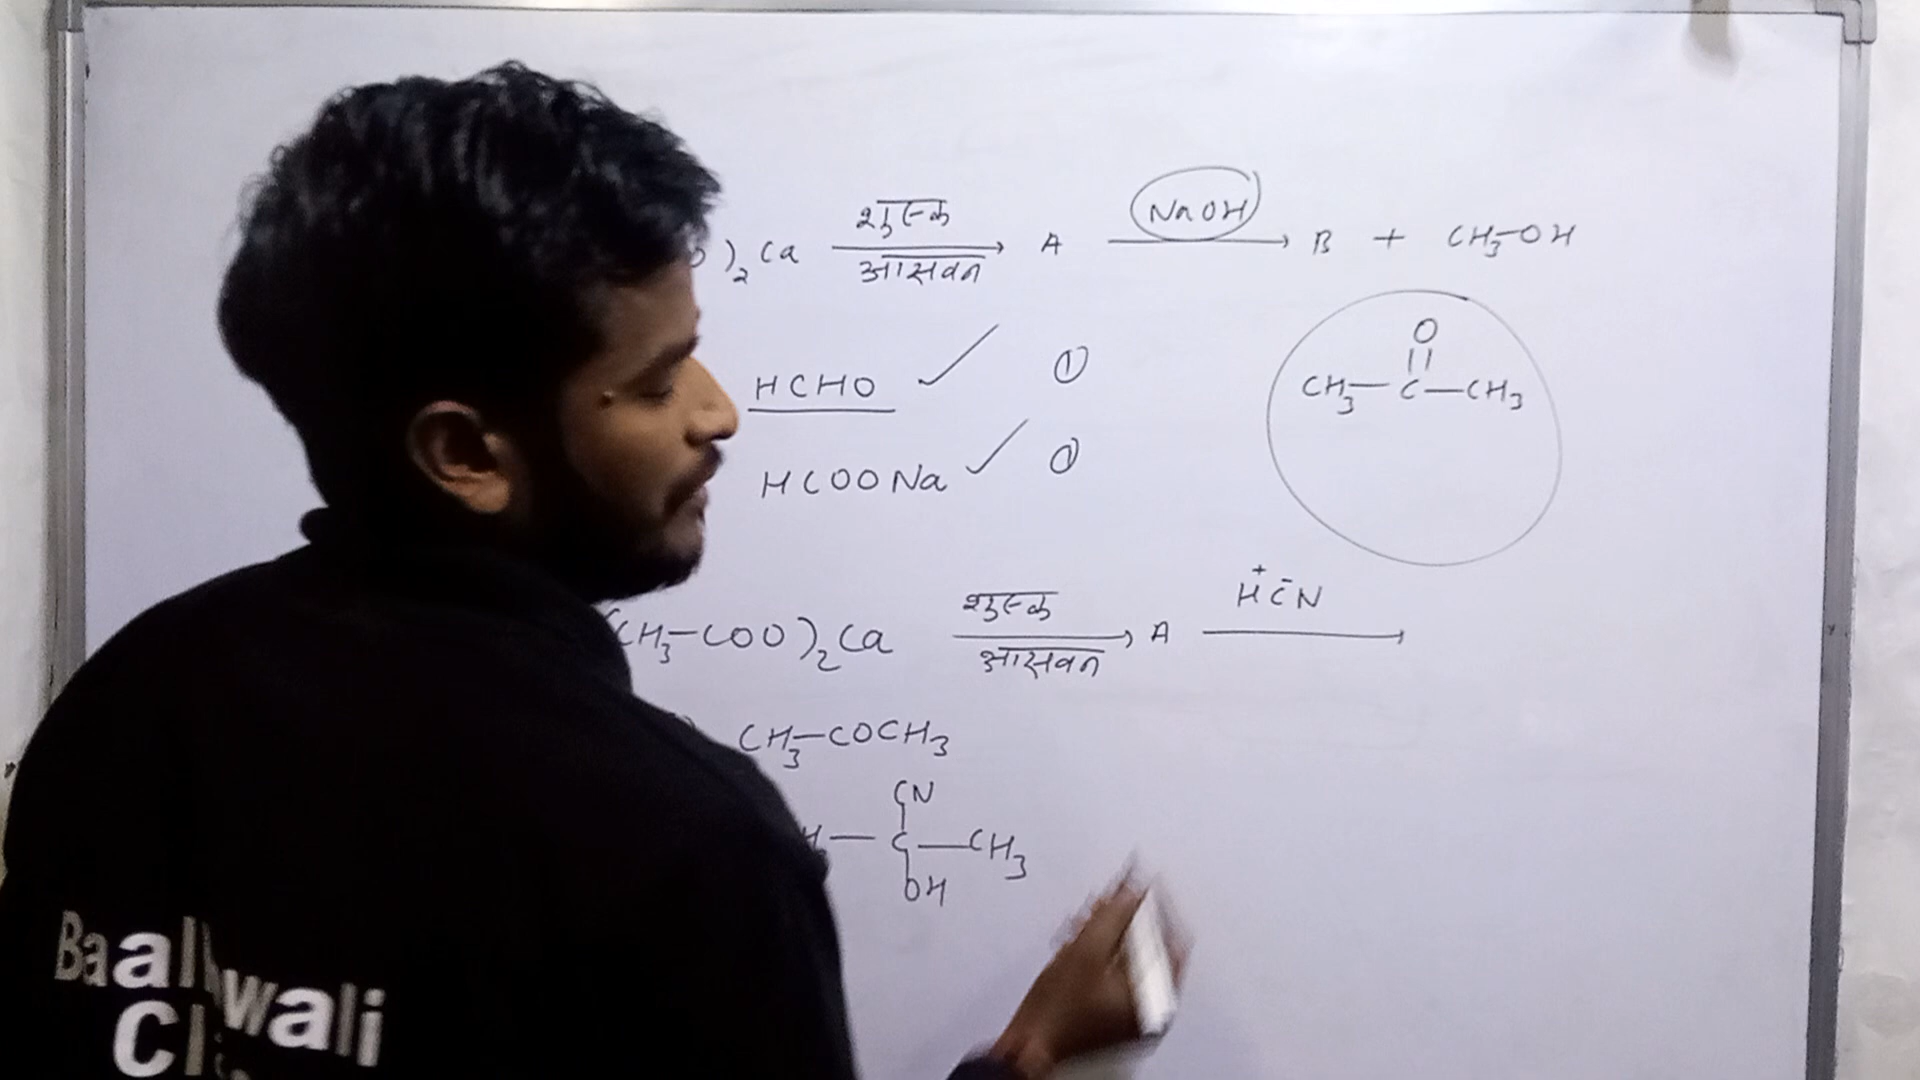 )₂Ca शुष्क आसवन A NaOH B + CH₃-OH
HCHO ✓ ①
HCOONa ✓ ①
O
||
CH₃—C—CH₃
(CH₃-COO)₂Ca शुष्क आसवन A H⁺C⁻N
CH₃-COCH₃
CN
— C —CH₃
OH
Baal wali
Cl